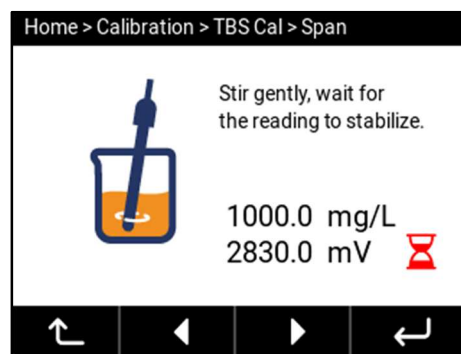 Home > Calibration > TBS Cal > Span
Stir gently, wait for
the reading to stabilize.
1000.0 mg/L
2830.0 mV